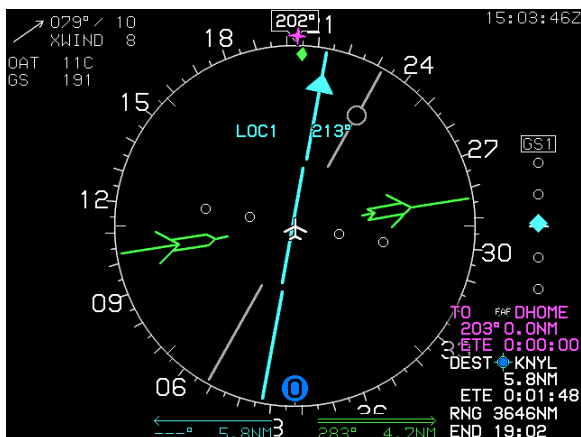 079° / 10
XWIND 8
OAT 11C
GS 191
202°
15:03:46Z
18
21
24
15
LOC1 213°
27
GS1
12
30
09
TO FAF DHOME
203° 0.0NM
ETE 0:00:00
DEST KNYL
5.8NM
06
ETE 0:01:48
RNG 3646NM
---° 5.8NM
283° 4.7NM
END 19:02